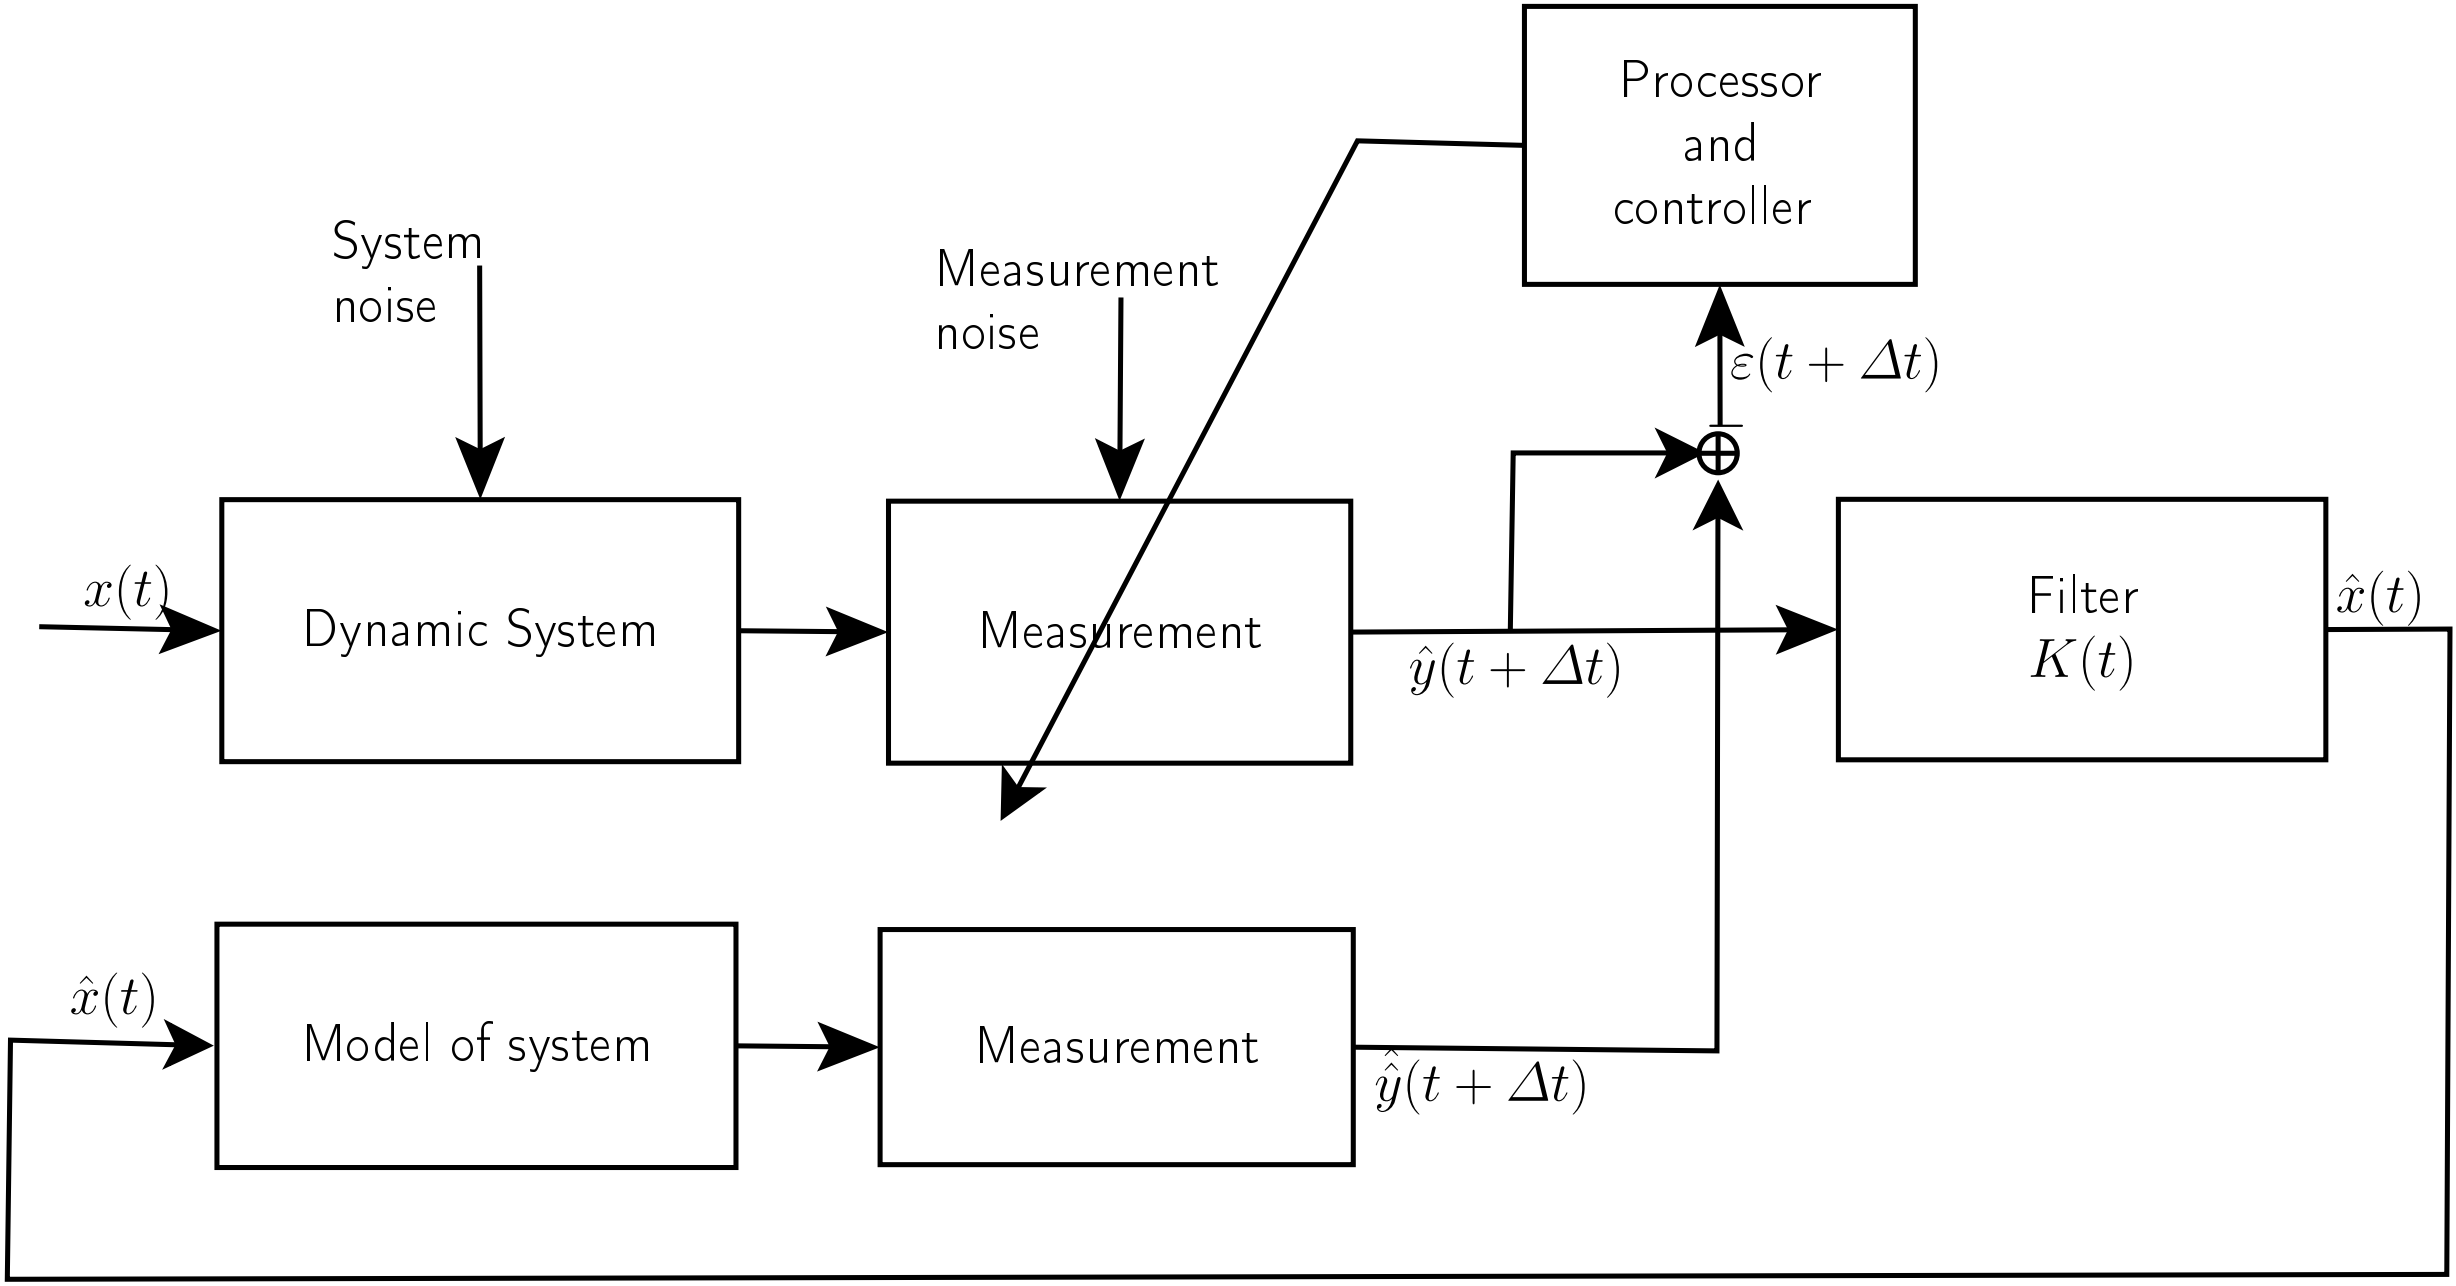 Processor
and
controller
System
noise
Measurement
noise
ε(t + Δt)
x(t)
Dynamic System
Measurement
ŷ(t + Δt)
Filter
K(t)
x̂(t)
x̂(t)
Model of system
Measurement
ŷ̂(t + Δt)